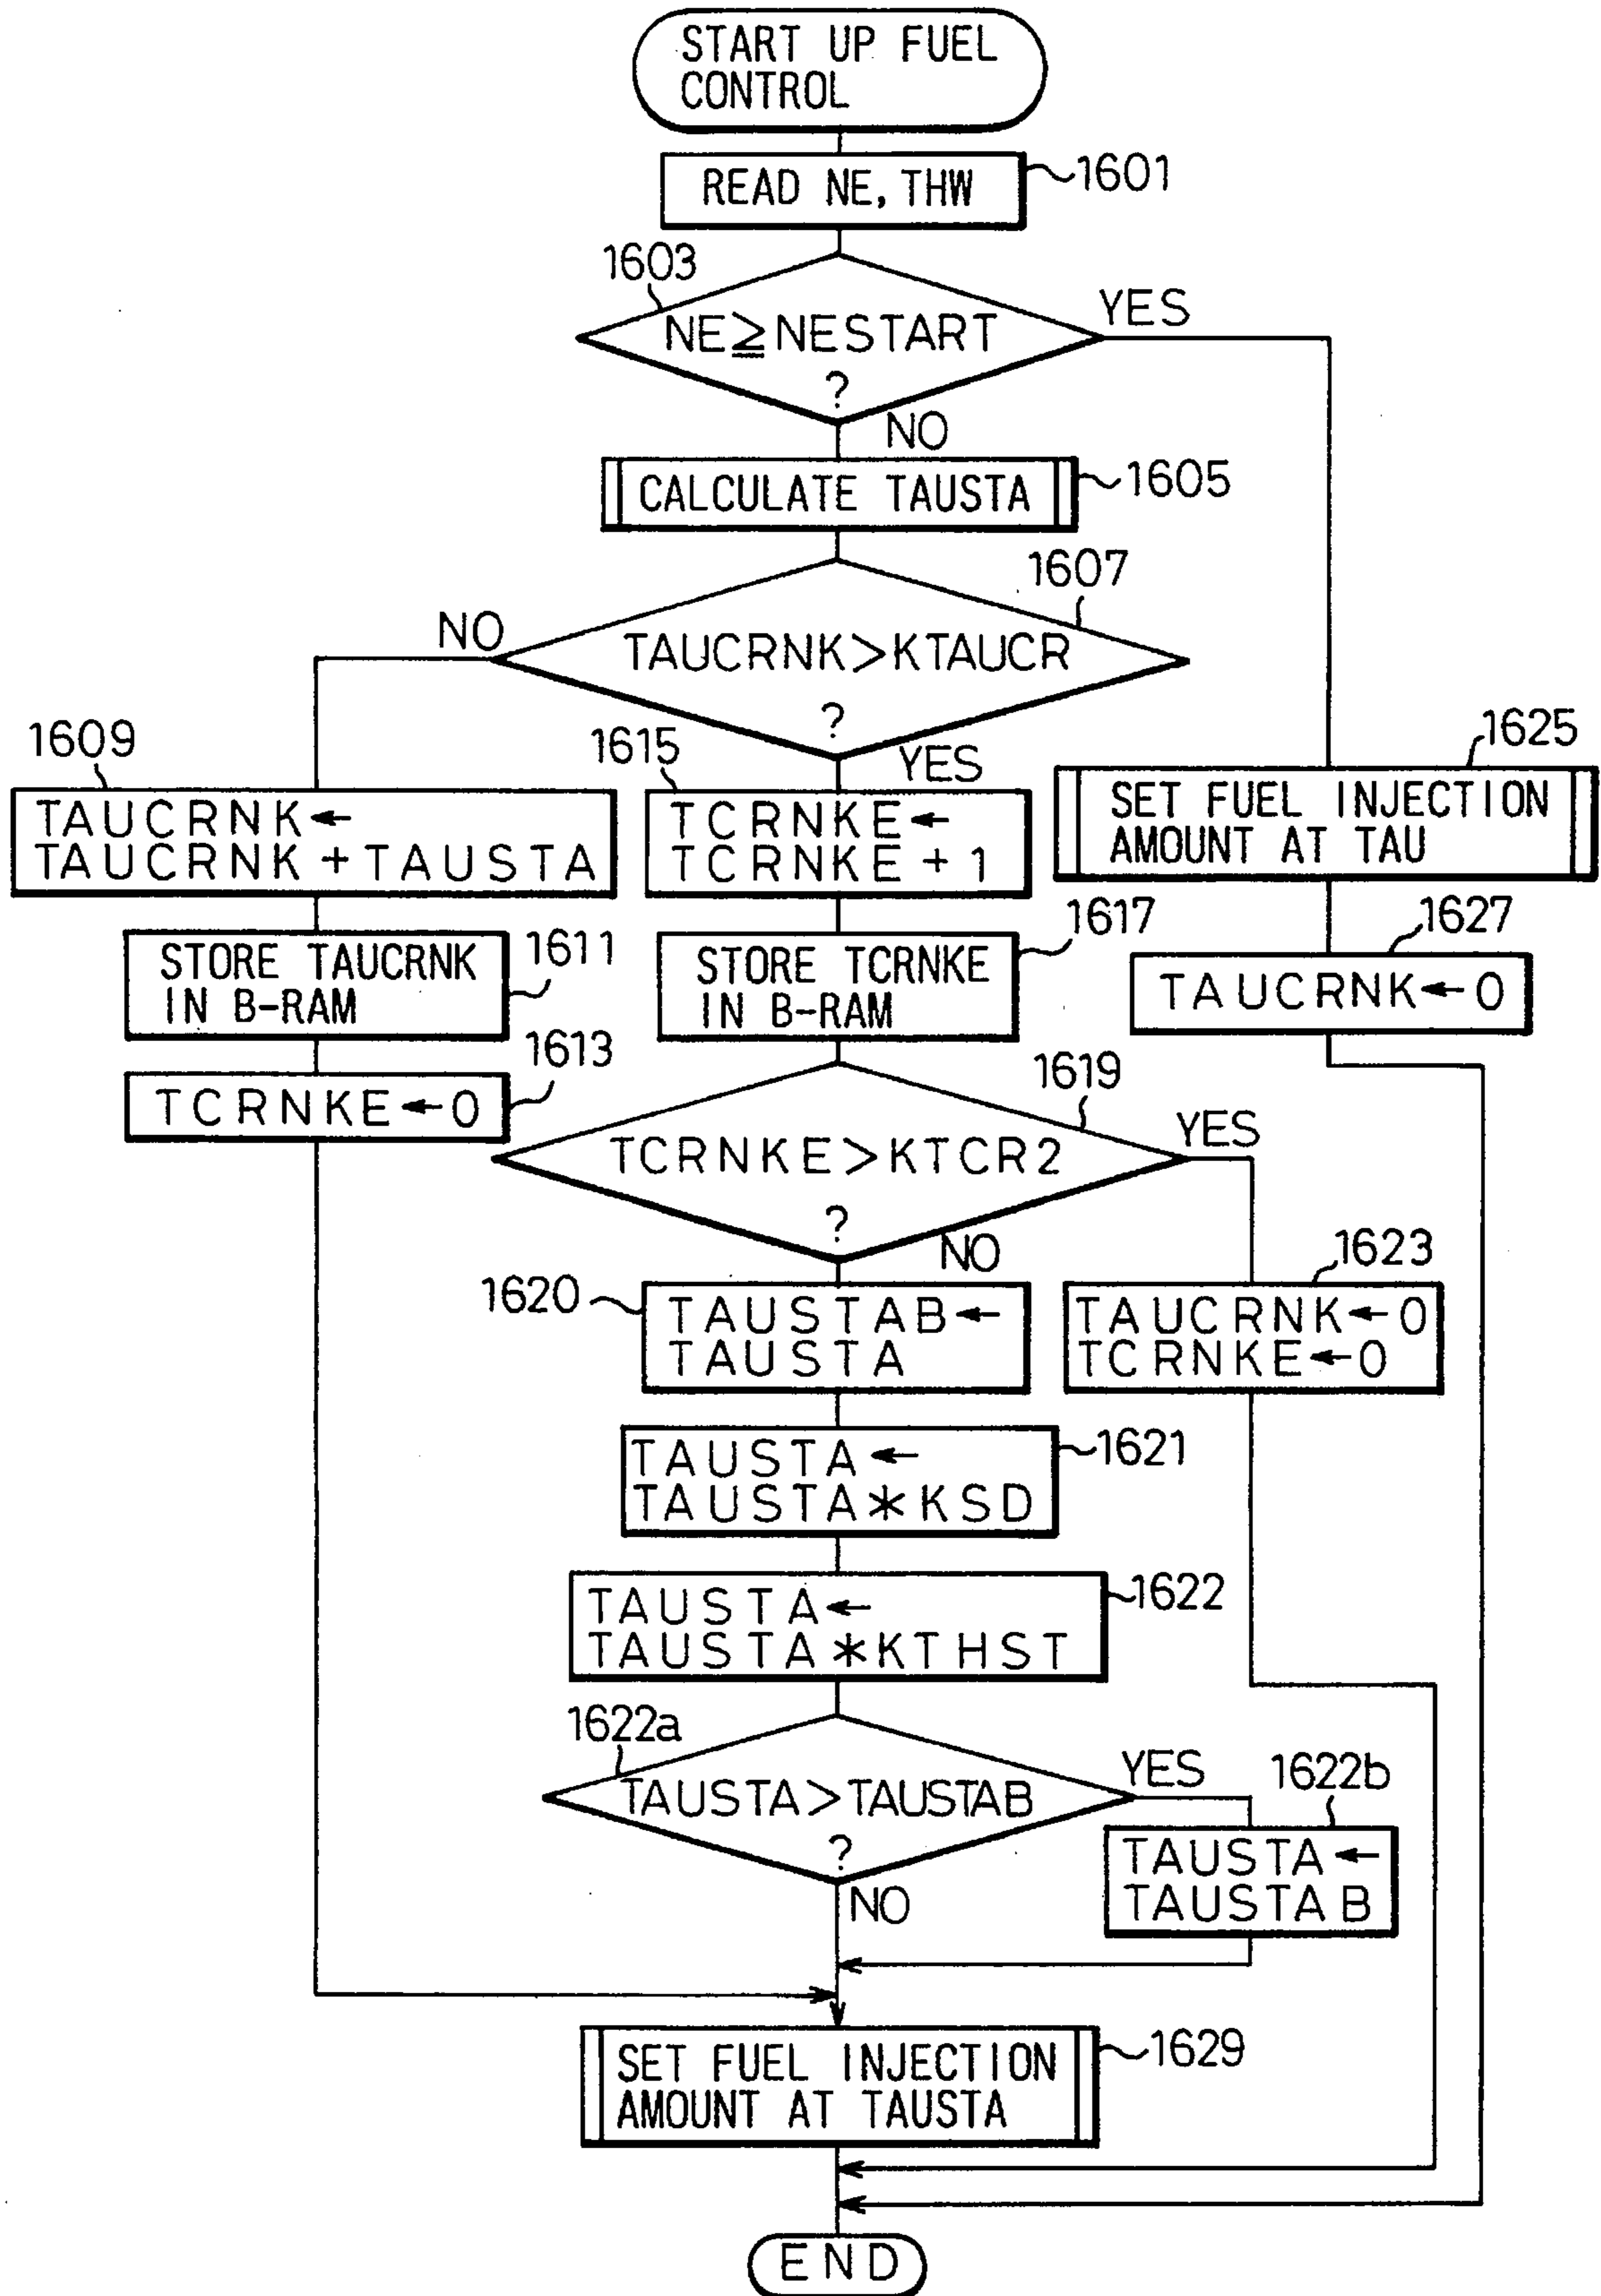 START UP FUEL
CONTROL
READ NE, THW
1601
1603
NE≧NESTART
?
YES
NO
CALCULATE TAUSTA
1605
1607
NO
TAUCRNK>KTAUCR
?
YES
1609
TAUCRNK←
TAUCRNK+TAUSTA
1615
TCRNKE←
TCRNKE+1
1625
SET FUEL INJECTION
AMOUNT AT TAU
STORE TAUCRNK
IN B-RAM
1611
STORE TCRNKE
IN B-RAM
1617
1627
TAUCRNK←0
1613
TCRNKE←0
1619
TCRNKE>KTCR2
?
YES
NO
1620
TAUSTAB←
TAUSTA
1623
TAUCRNK←0
TCRNKE←0
TAUSTA←
TAUSTA*KSD
1621
TAUSTA←
TAUSTA*KTHST
1622
1622a
TAUSTA>TAUSTAB
?
YES
NO
1622b
TAUSTA←
TAUSTAB
SET FUEL INJECTION
AMOUNT AT TAUSTA
1629
END